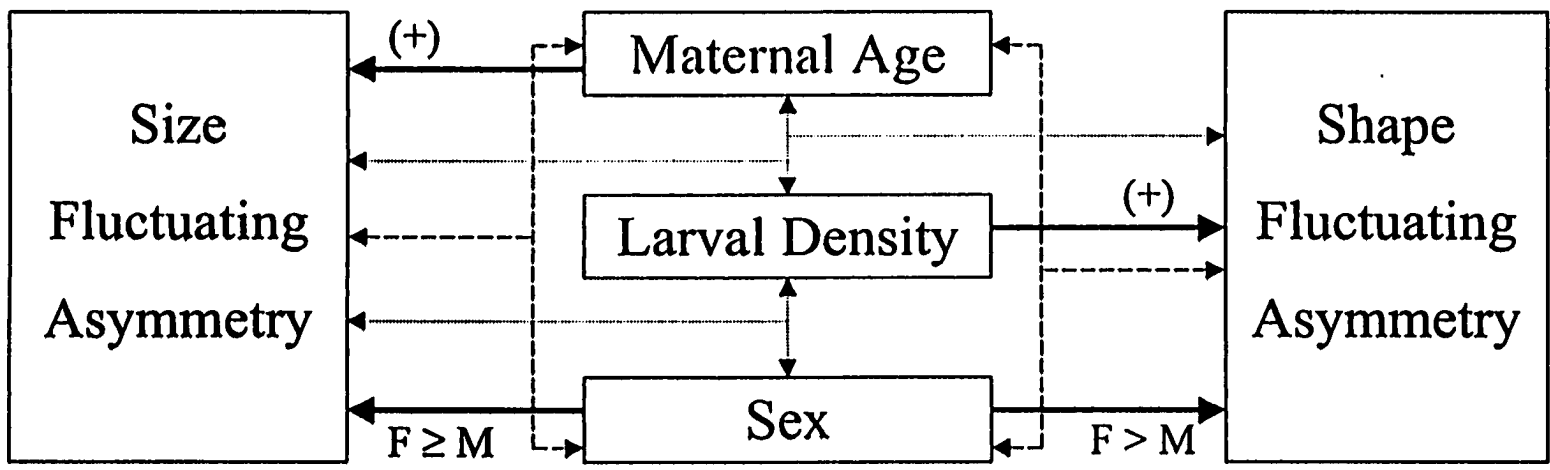 Size
Fluctuating
Asymmetry
(+)
F ≥ M
Maternal Age
Larval Density
Sex
(+)
F > M
Shape
Fluctuating
Asymmetry